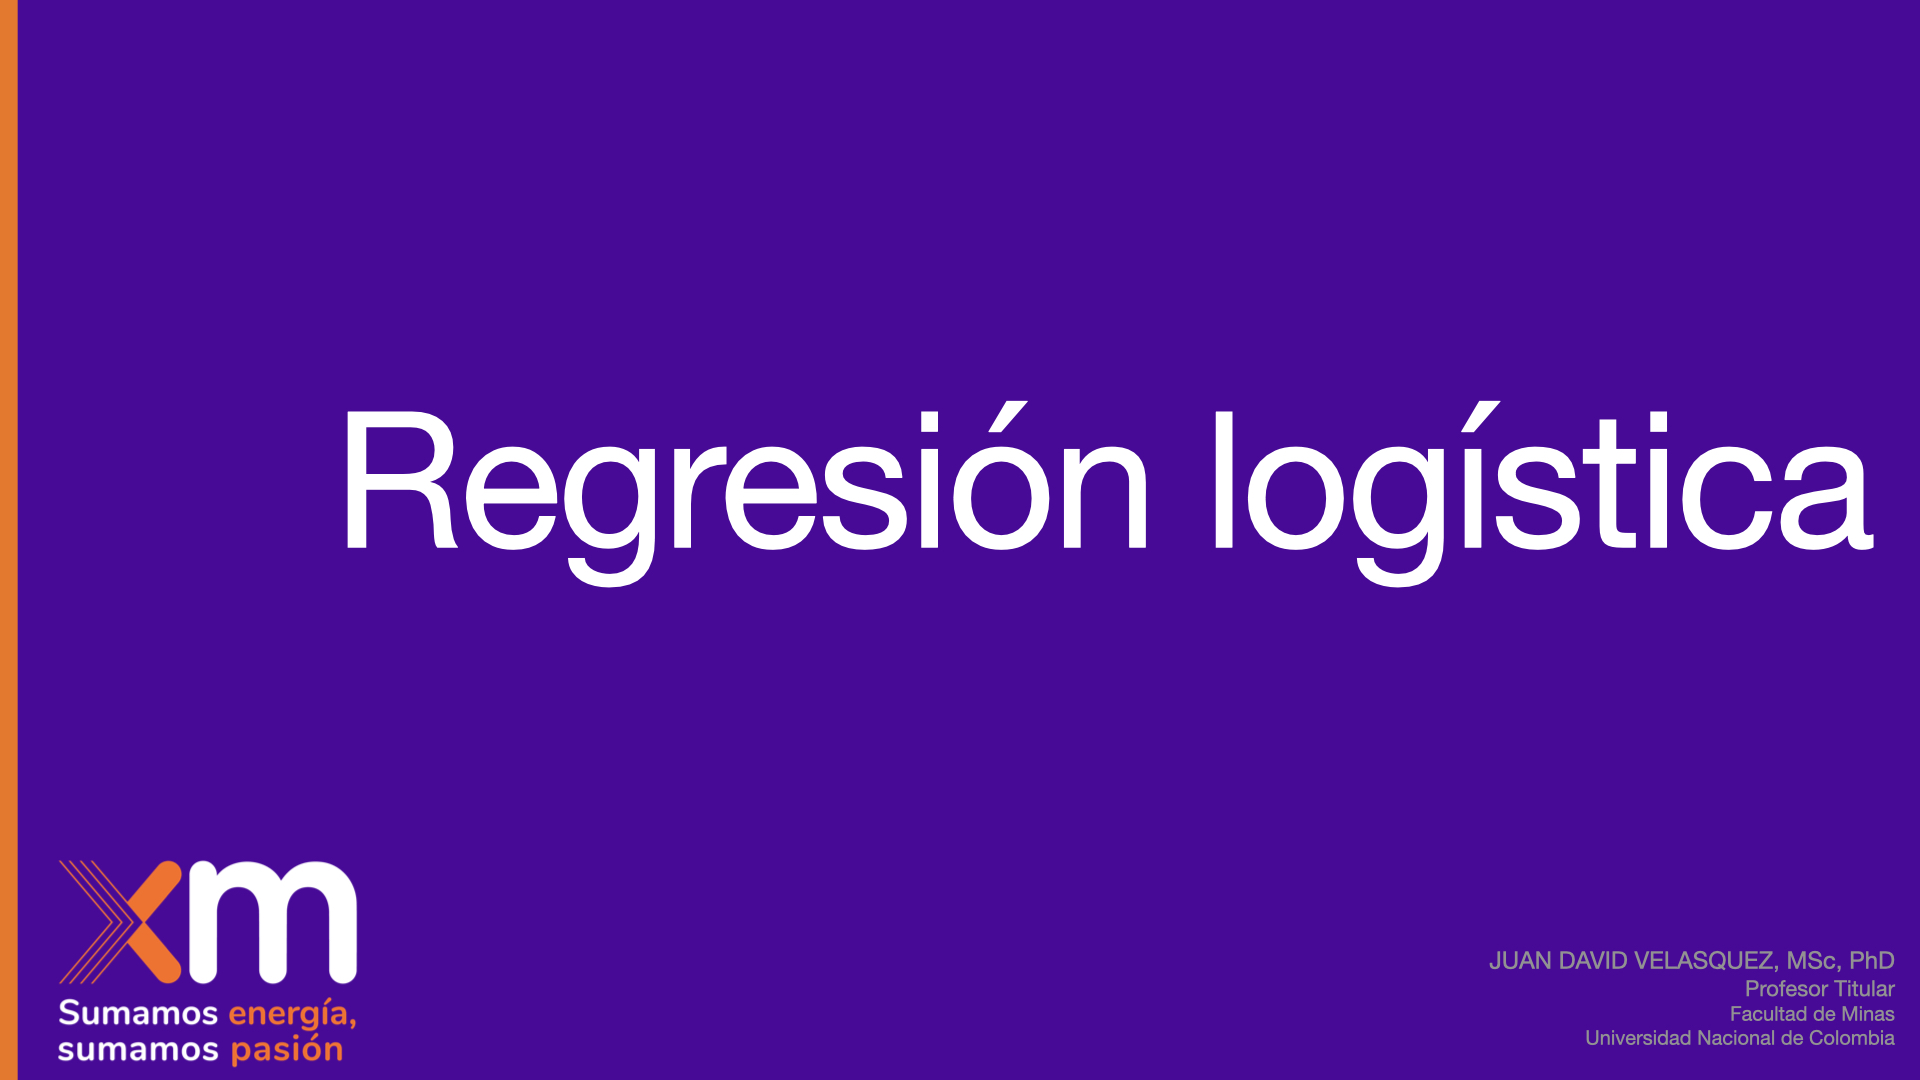 Regresión logística
xm
Sumamos energía,
sumamos pasión
JUAN DAVID VELASQUEZ, MSc, PhD
Profesor Titular
Facultad de Minas
Universidad Nacional de Colombia